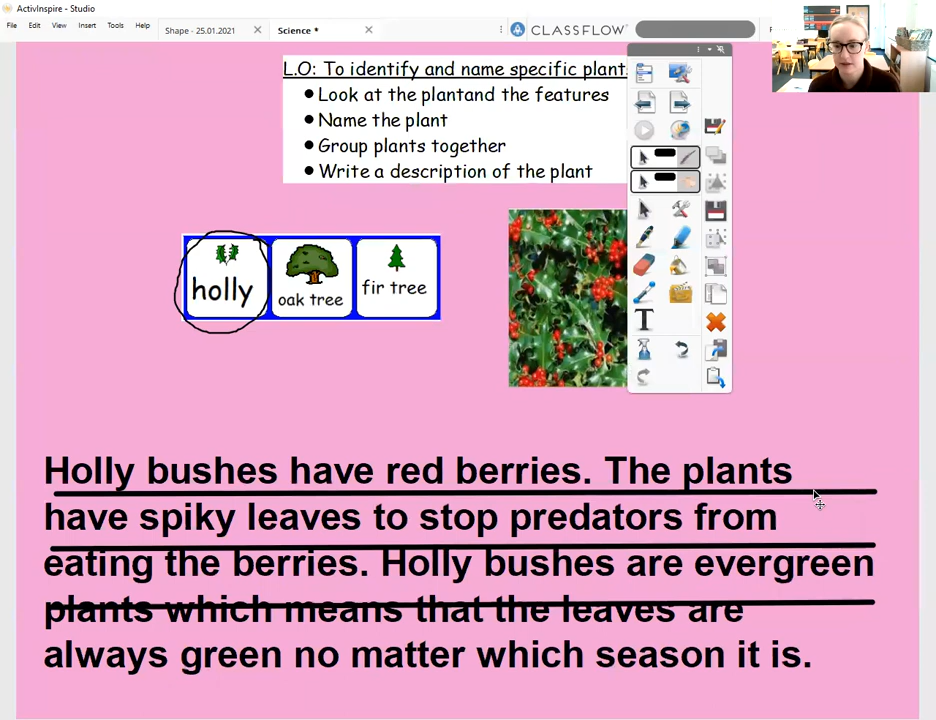 ActivInspire - Studio
File Edit View Insert Tools Help
Shape - 25.01.2021
Science *
CLASSFLOW
L.O: To identify and name specific plant
Look at the plantand the features
Name the plant
Group plants together
Write a description of the plant
holly
oak tree
fir tree
T
Holly bushes have red berries. The plants
have spiky leaves to stop predators from
eating the berries. Holly bushes are evergreen
plants which means that the leaves are
always green no matter which season it is.